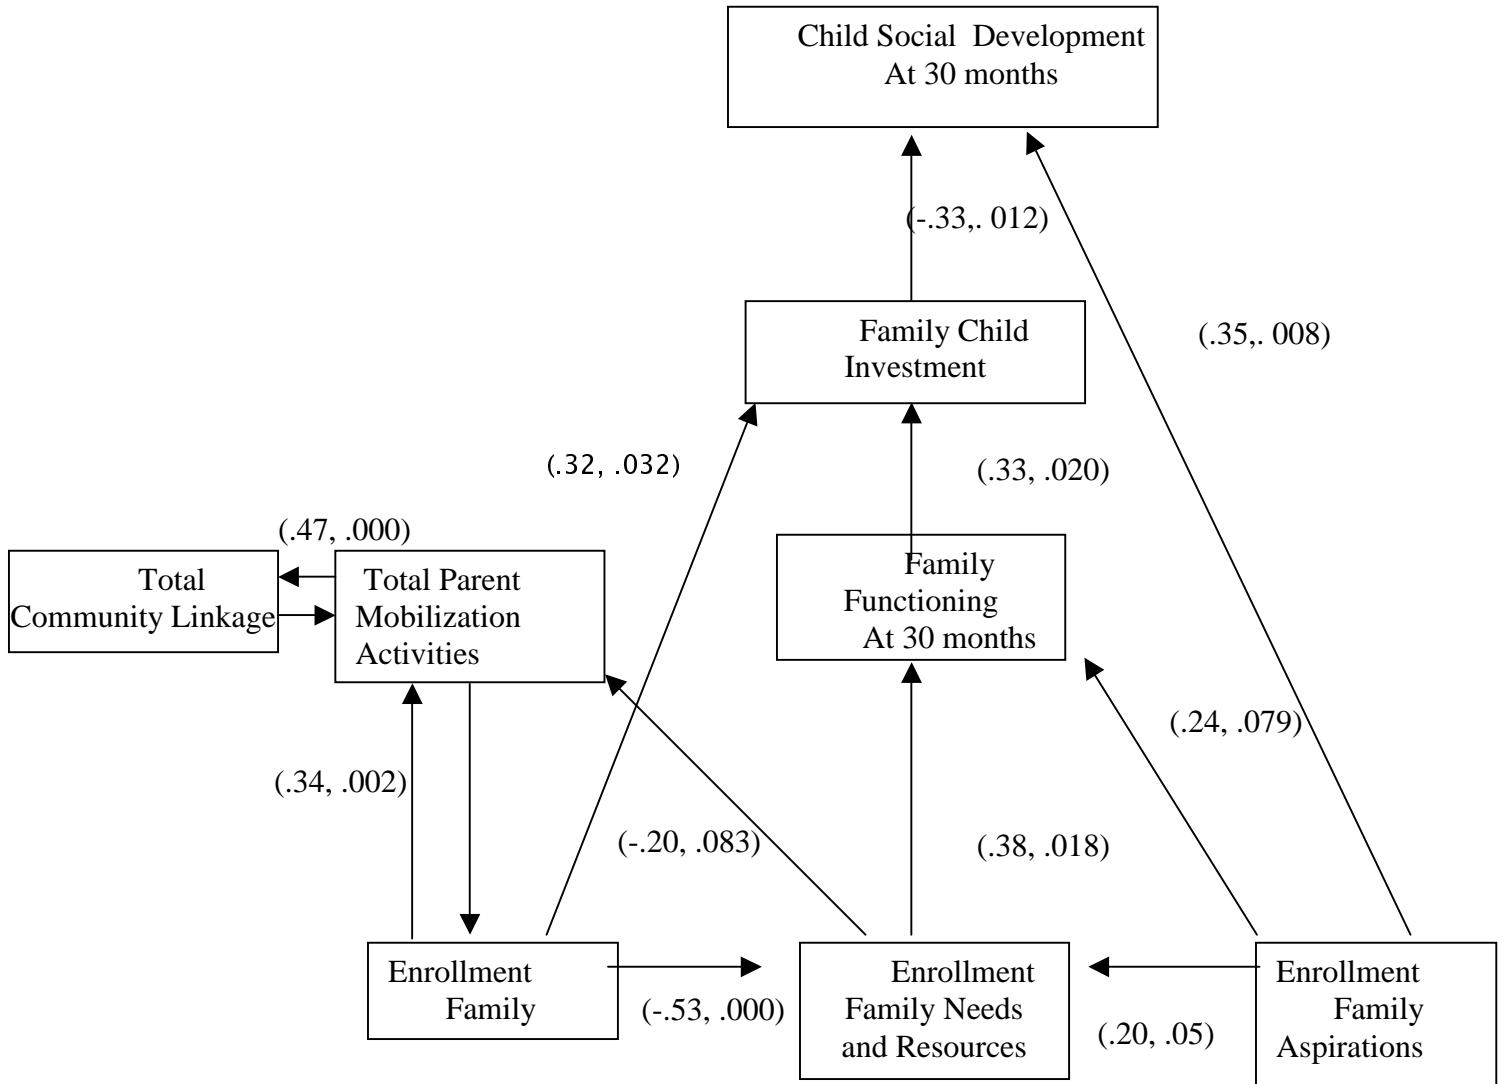 Child Social Development
At 30 months
(-.33,. 012)
Family Child
Investment
(.35,. 008)
(.32, .032)
(.33, .020)
(.47, .000)
Total
Community Linkage
Total Parent
Mobilization
Activities
Family
Functioning
At 30 months
(.24, .079)
(.34, .002)
(-.20, .083)
(.38, .018)
Enrollment
Family
(-.53, .000)
Enrollment
Family Needs
and Resources
(.20, .05)
Enrollment
Family
Aspirations